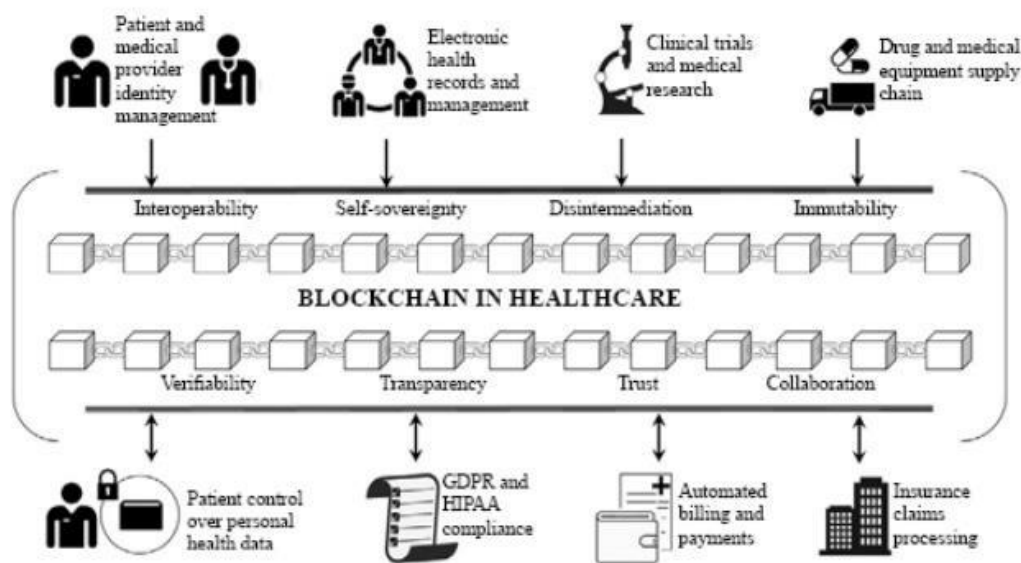 Patient and
medical
provider
identity
management
Electronic
health
records and
management
Clinical trials
and medical
research
Drug and medical
equipment supply
chain
Interoperability
Self-sovereignty
Disintermediation
Immutability
BLOCKCHAIN IN HEALTHCARE
Verifiability
Transparency
Trust
Collaboration
Patient control
over personal
health data
GDPR and
HIPAA
compliance
Automated
billing and
payments
Insurance
claims
processing